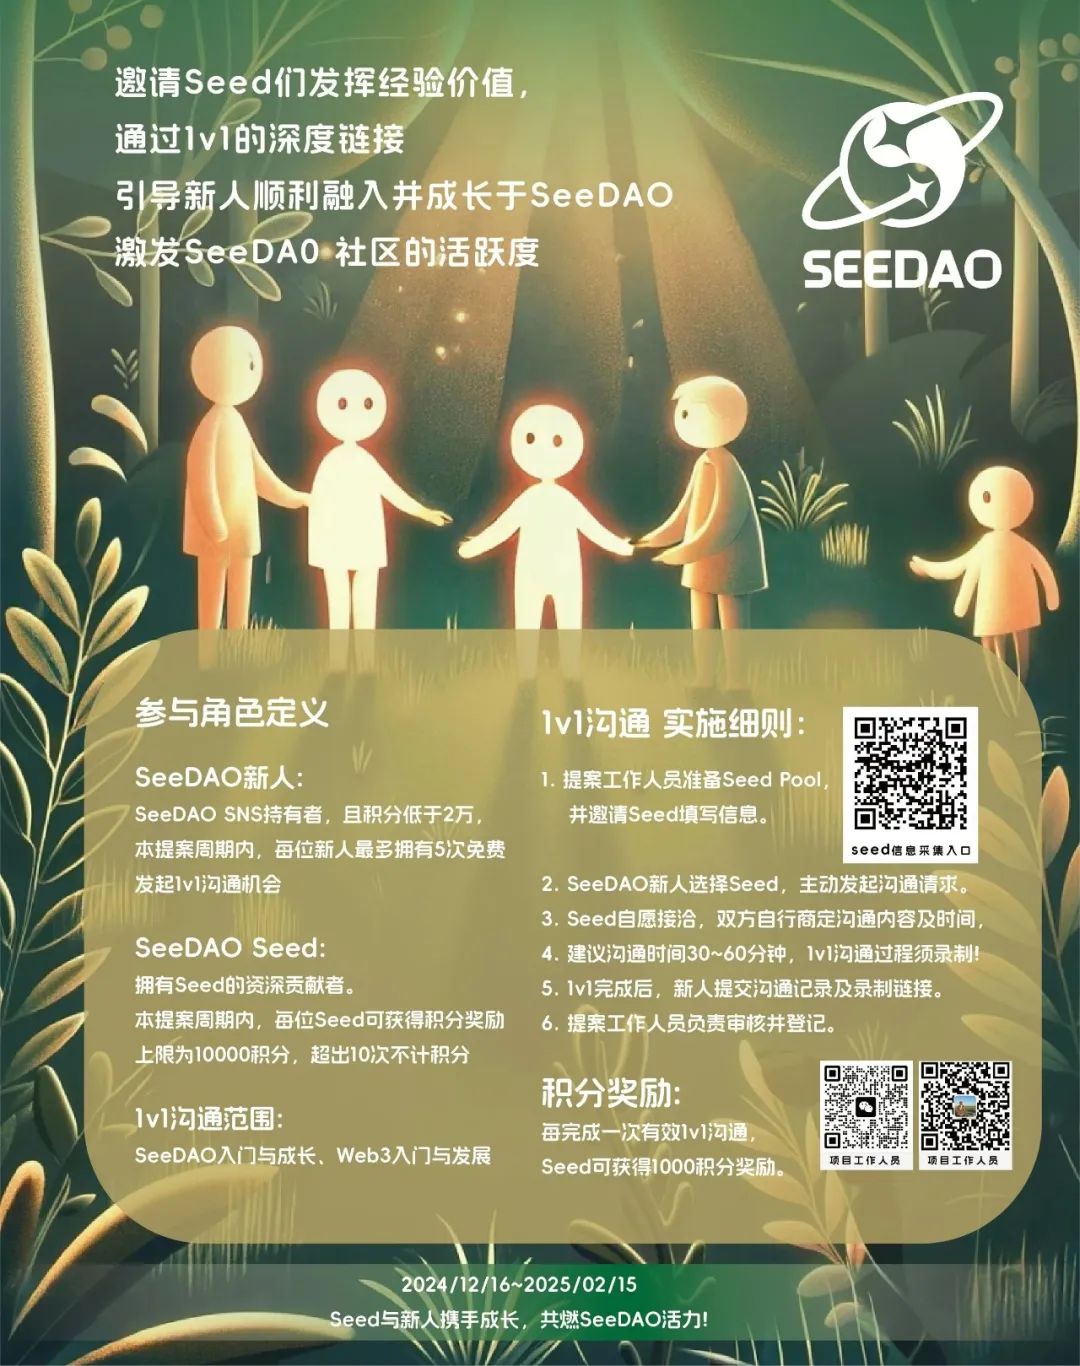 邀请Seed们发挥经验价值，
通过1v1的深度链接
引导新人顺利融入并成长于SeeDAO
激发SeeDAO 社区的活跃度
SEEDAO
参与角色定义
SeeDAO新人：
SeeDAO SNS持有者，且积分低于2万，
本提案周期内，每位新人最多拥有5次免费
发起1v1沟通机会
SeeDAO Seed:
拥有Seed的资深贡献者。
本提案周期内，每位Seed可获得积分奖励
上限为10000积分，超出10次不计积分
1v1沟通范围：
SeeDAO入门与成长、Web3入门与发展
1v1沟通 实施细则：
1. 提案工作人员准备Seed Pool，
并邀请Seed填写信息。
seed信息采集入口
2. SeeDAO新人选择Seed，主动发起沟通请求。
3. Seed自愿接洽，双方自行商定沟通内容及时间，
4. 建议沟通时间30~60分钟，1v1沟通过程须录制!
5. 1v1完成后，新人提交沟通记录及录制链接。
6. 提案工作人员负责审核并登记。
积分奖励：
每完成一次有效1v1沟通，
Seed可获得1000积分奖励。
项目工作人员
项目工作人员
2024/12/16~2025/02/15
Seed与新人携手成长，共燃SeeDAO活力!